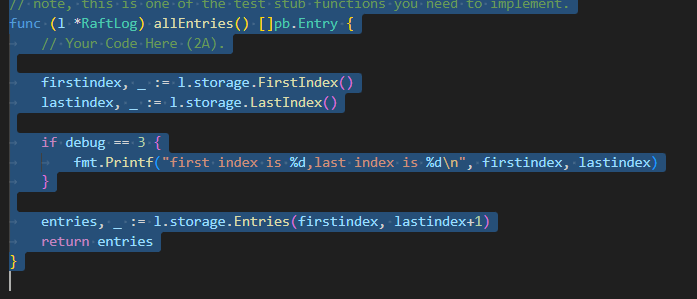 // note, this is one of the test stub functions you need to implement.
func (l *RaftLog) allEntries() []pb.Entry {
// Your Code Here (2A).
firstindex, _ := l.storage.FirstIndex()
lastindex, _ := l.storage.LastIndex()
if debug == 3 {
fmt.Printf("first index is %d,last index is %d\n", firstindex, lastindex)
}
entries, _ := l.storage.Entries(firstindex, lastindex+1)
return entries
}